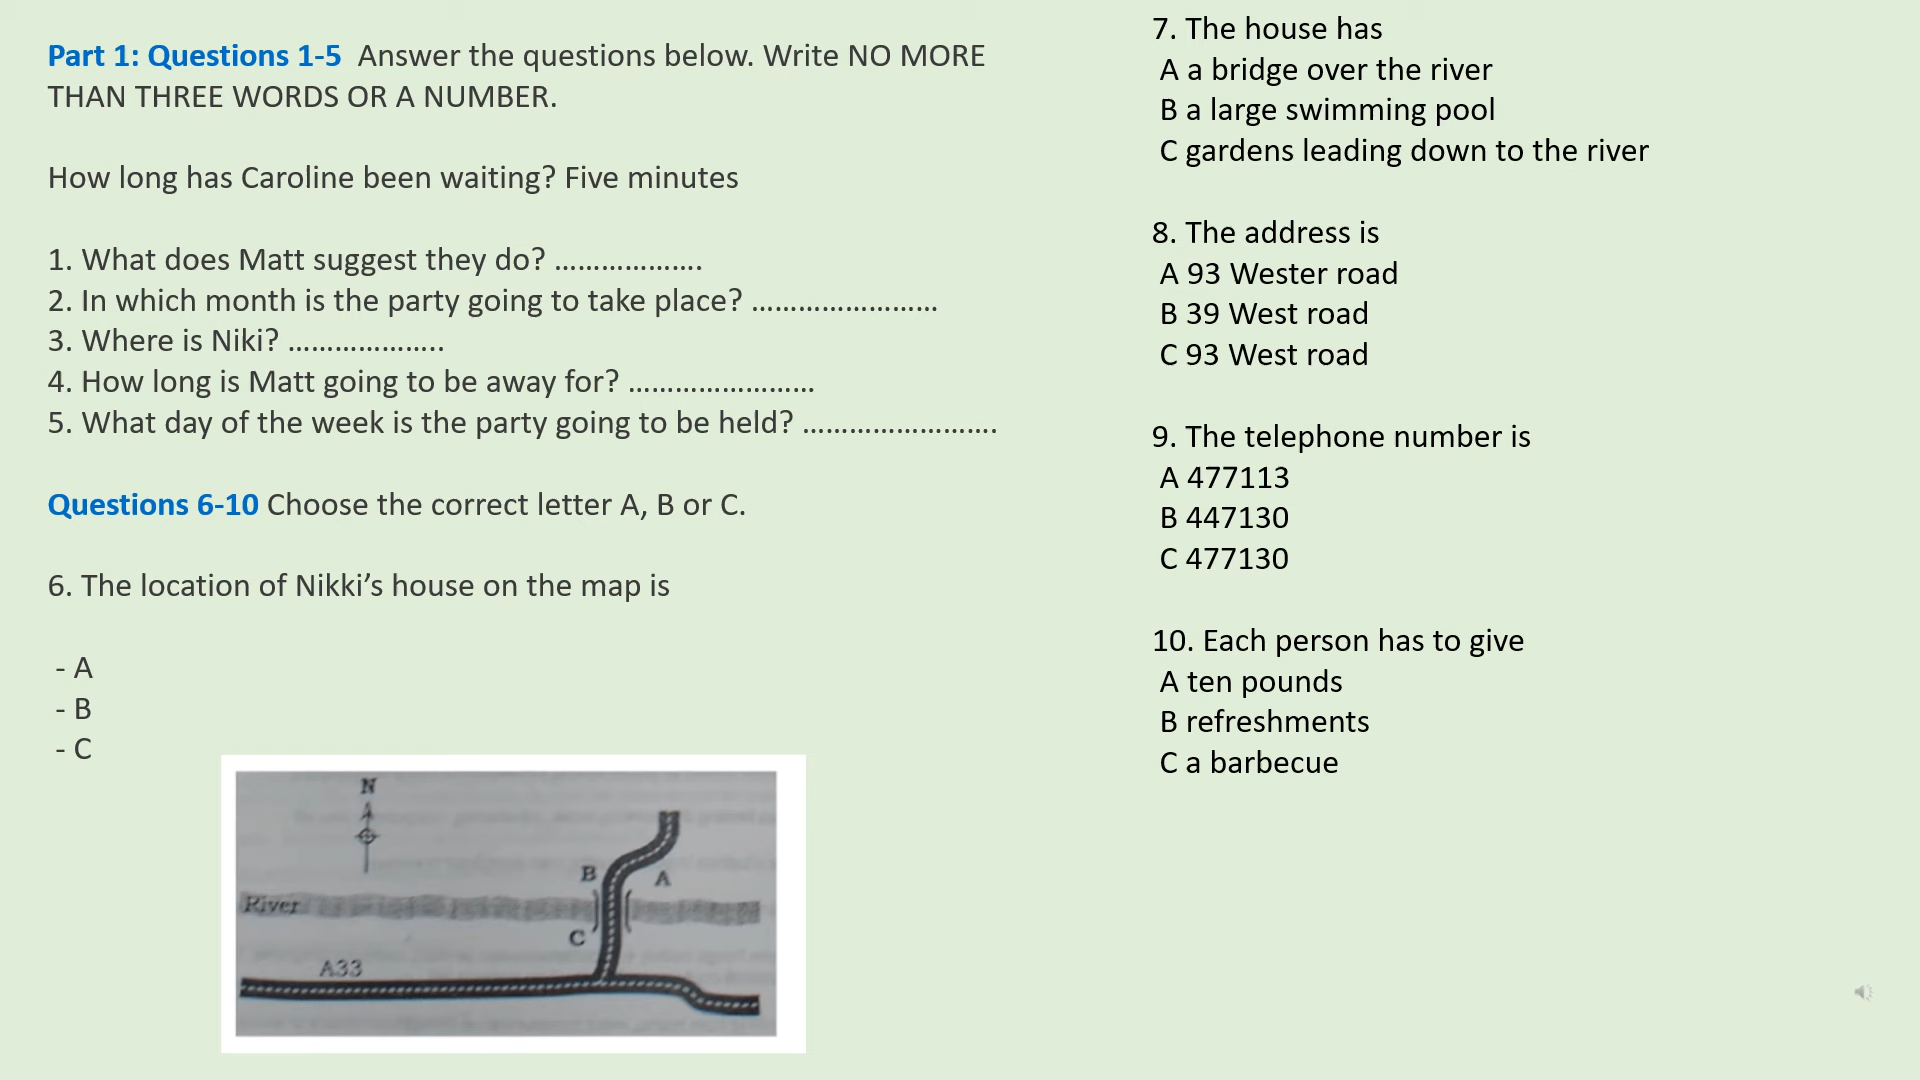 Part 1: Questions 1-5 Answer the questions below. Write NO MORE
THAN THREE WORDS OR A NUMBER.
How long has Caroline been waiting? Five minutes
1. What does Matt suggest they do? ……………….
2. In which month is the party going to take place? ……………………
3. Where is Niki? ………………..
4. How long is Matt going to be away for? ……………………
5. What day of the week is the party going to be held? …………………….
Questions 6-10 Choose the correct letter A, B or C.
6. The location of Nikki’s house on the map is
- A
- B
- C
N
B
A
River
C
A33
7. The house has
A a bridge over the river
B a large swimming pool
C gardens leading down to the river
8. The address is
A 93 Wester road
B 39 West road
C 93 West road
9. The telephone number is
A 477113
B 447130
C 477130
10. Each person has to give
A ten pounds
B refreshments
C a barbecue